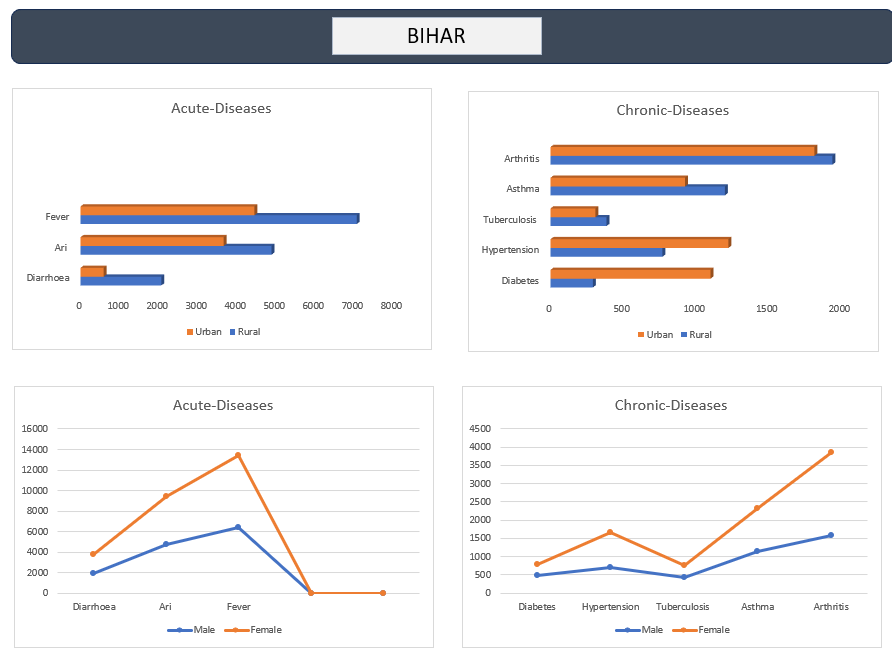 BIHAR
Acute-Diseases
Fever
Ari
Diarrhoea
0 1000 2000 3000 4000 5000 6000 7000 8000
Urban Rural
Chronic-Diseases
Arthritis
Asthma
Tuberculosis
Hypertension
Diabetes
0 500 1000 1500 2000
Urban Rural
Acute-Diseases
16000
14000
12000
10000
8000
6000
4000
2000
0
Diarrhoea Ari Fever
Male Female
Chronic-Diseases
4500
4000
3500
3000
2500
2000
1500
1000
500
0
Diabetes Hypertension Tuberculosis Asthma Arthritis
Male Female